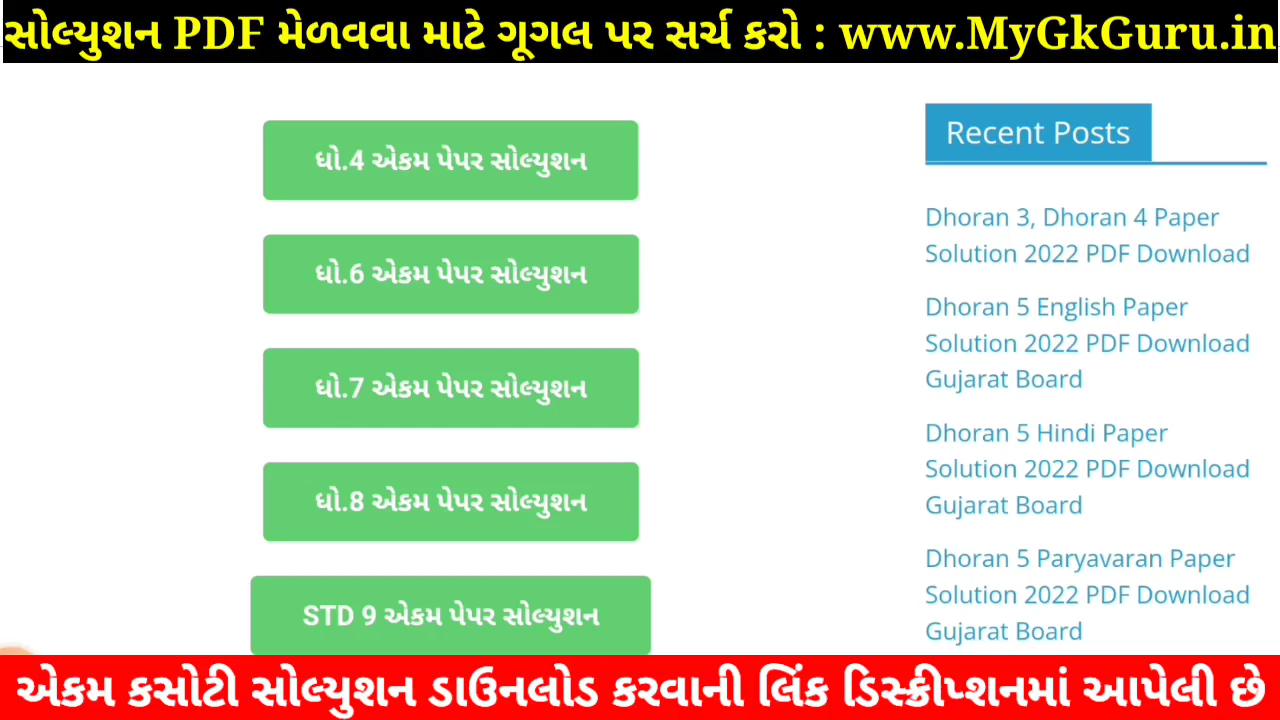 સોલ્યુશન PDF મેળવવા માટે ગૂગલ પર સર્ચ કરો : www.MyGkGuru.in
ધો.4 એકમ પેપર સોલ્યુશન
ધો.6 એકમ પેપર સોલ્યુશન
ધો.7 એકમ પેપર સોલ્યુશન
ધો.8 એકમ પેપર સોલ્યુશન
STD 9 એકમ પેપર સોલ્યુશન
Recent Posts
Dhoran 3, Dhoran 4 Paper
Solution 2022 PDF Download
Dhoran 5 English Paper
Solution 2022 PDF Download
Gujarat Board
Dhoran 5 Hindi Paper
Solution 2022 PDF Download
Gujarat Board
Dhoran 5 Paryavaran Paper
Solution 2022 PDF Download
Gujarat Board
એકમ કસોટી સોલ્યુશન ડાઉનલોડ કરવાની લિંક ડિસ્ક્રીપ્શનમાં આપેલી છે